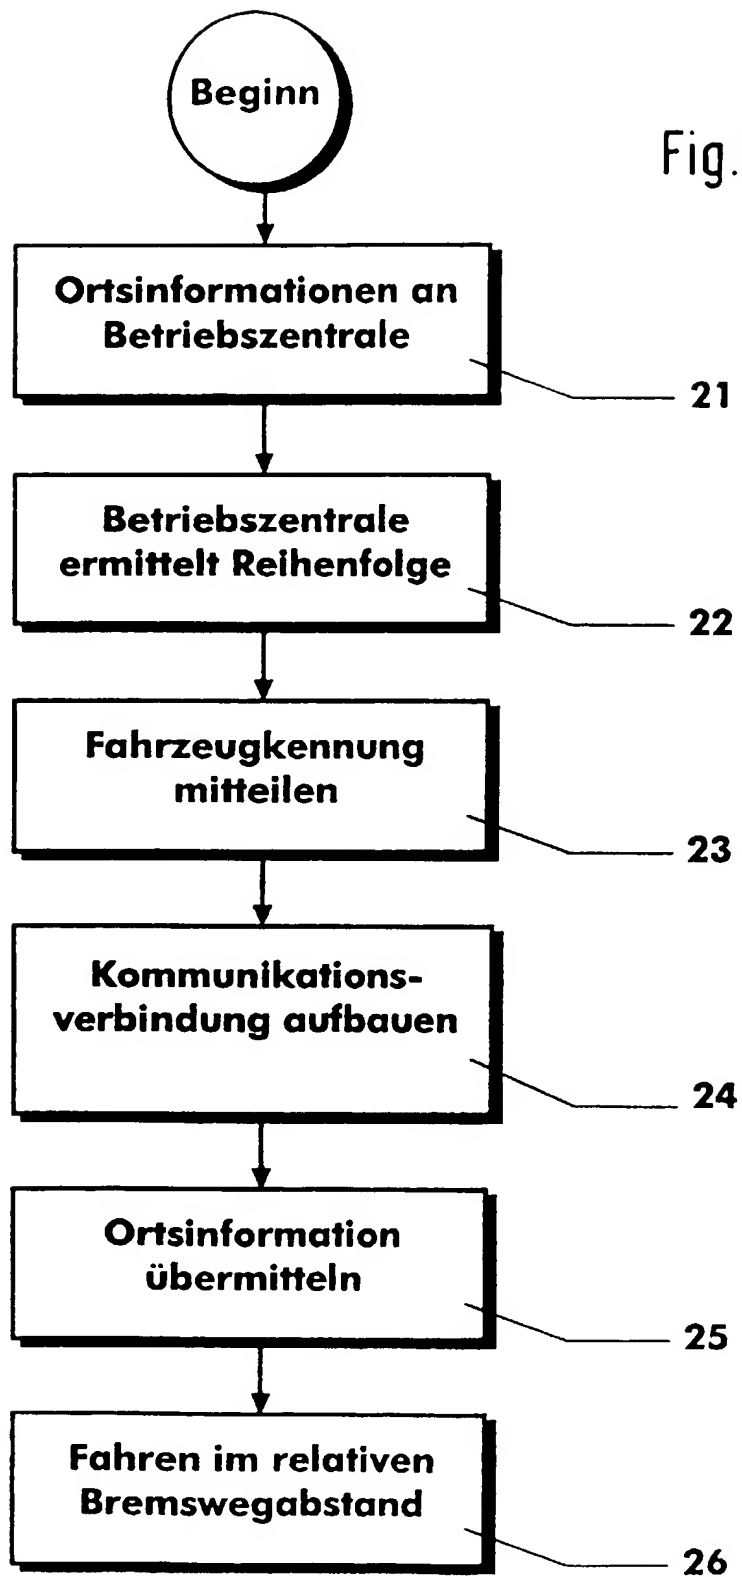 Beginn
Fig.
Ortsinformationen an
Betriebszentrale
21
Betriebszentrale
ermittelt Reihenfolge
22
Fahrzeugkennung
mitteilen
23
Kommunikations-
verbindung aufbauen
24
Ortsinformation
übermitteln
25
Fahren im relativen
Bremswegabstand
26